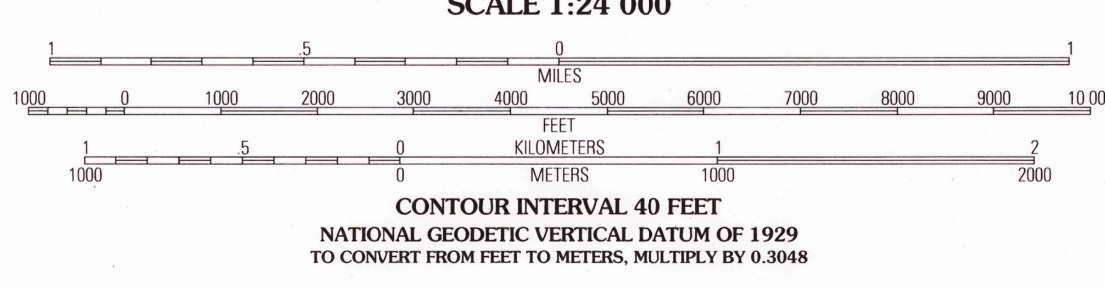 SCALE 1:24 000
1 .5 0 1
MILES
1000 0 1000 2000 3000 4000 5000 6000 7000 8000 9000 10 00
FEET
1 .5 0 KILOMETERS 1 2
1000 0 METERS 1000 2000
CONTOUR INTERVAL 40 FEET
NATIONAL GEODETIC VERTICAL DATUM OF 1929
TO CONVERT FROM FEET TO METERS, MULTIPLY BY 0.3048